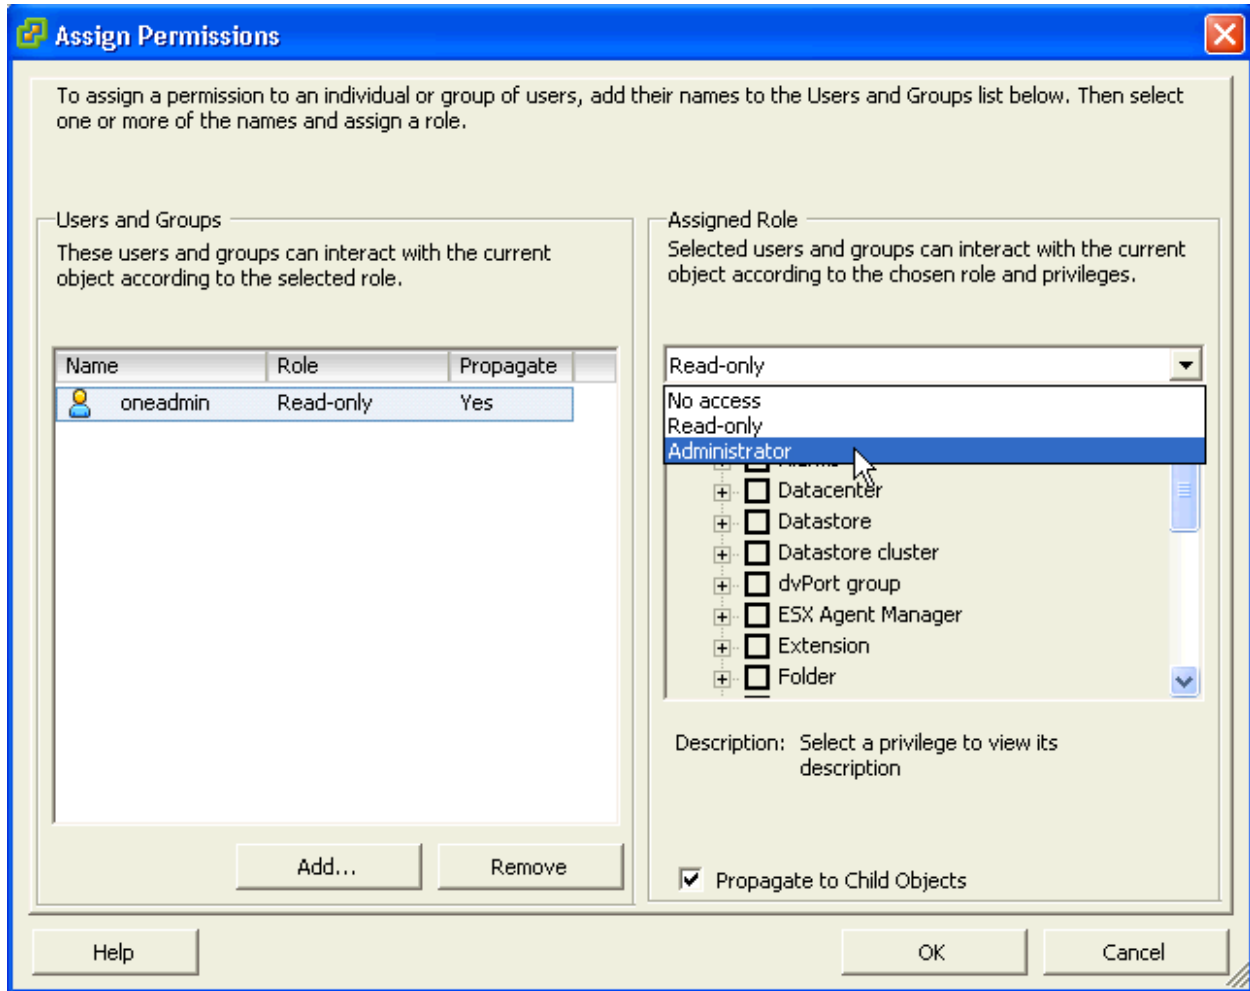 Assign Permissions
To assign a permission to an individual or group of users, add their names to the Users and Groups list below. Then select
one or more of the names and assign a role.
Users and Groups
These users and groups can interact with the current
object according to the selected role.
Name Role Propagate
oneadmin Read-only Yes
Add... Remove
Assigned Role
Selected users and groups can interact with the current
object according to the chosen role and privileges.
Read-only
No access
Read-only
Administrator
Alarms
Datacenter
Datastore
Datastore cluster
dvPort group
ESX Agent Manager
Extension
Folder
Description: Select a privilege to view its
description
Propagate to Child Objects
Help OK Cancel